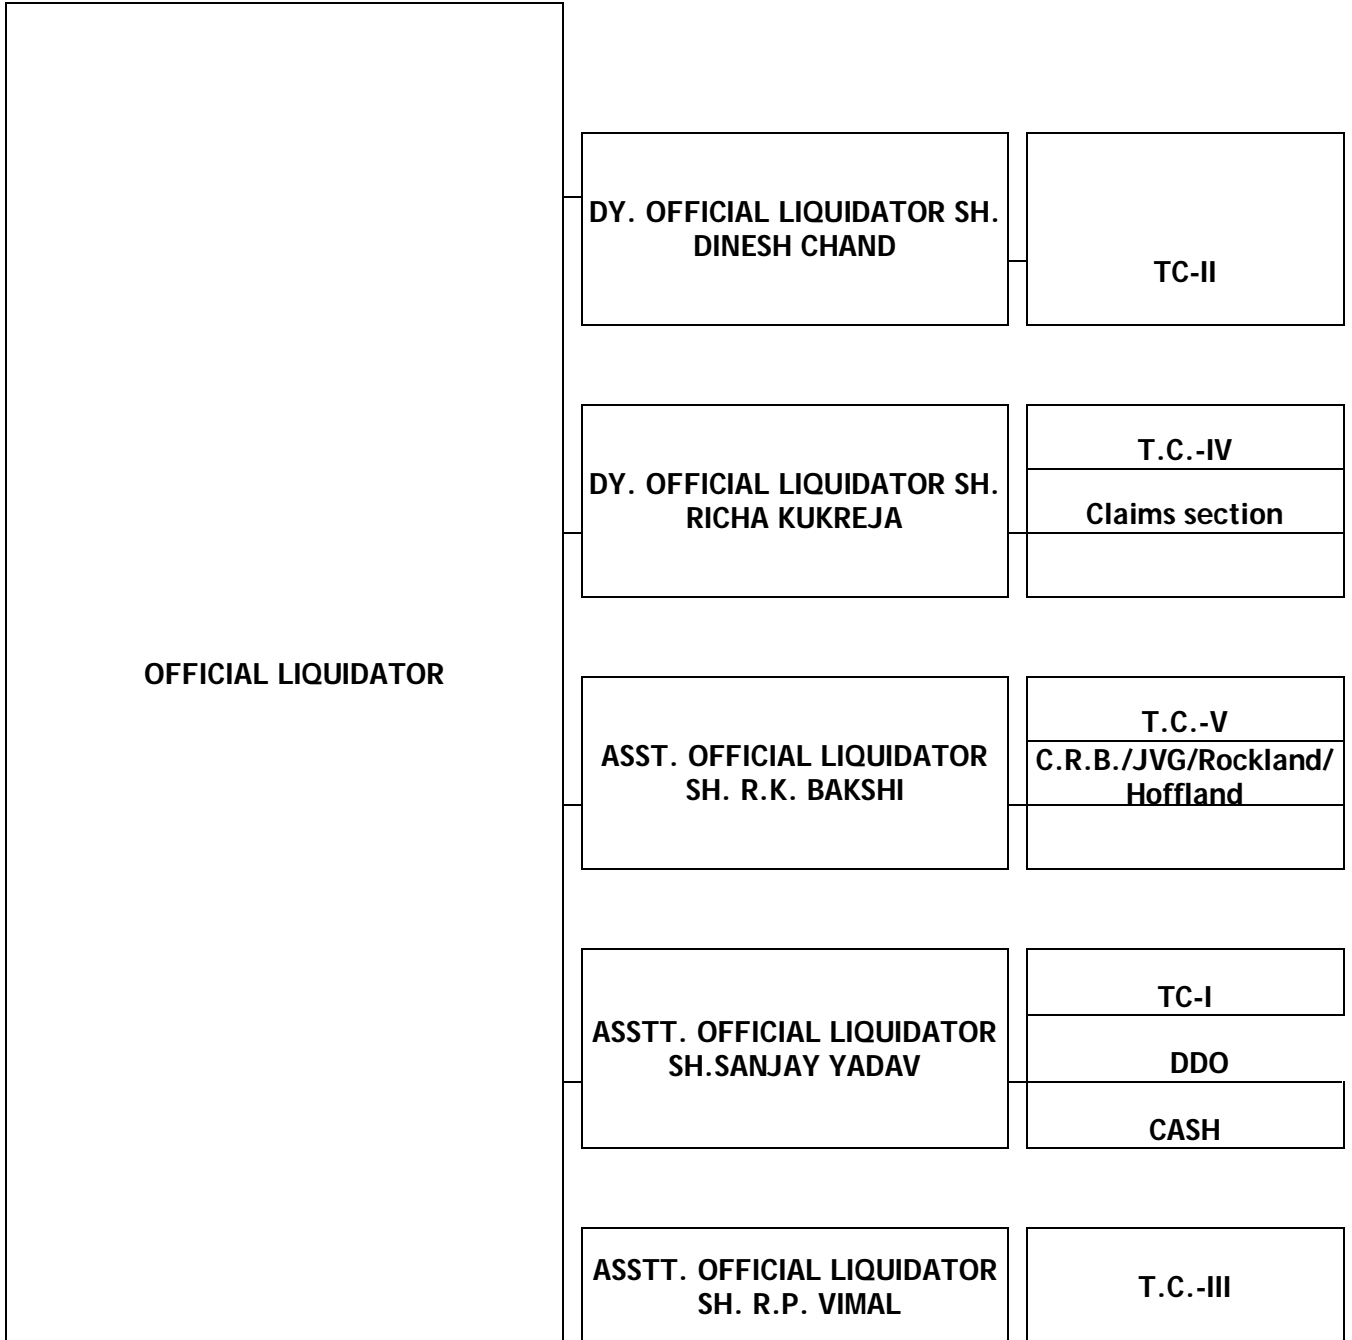 DY. OFFICIAL LIQUIDATOR SH.
DINESH CHAND
TC-II
DY. OFFICIAL LIQUIDATOR SH.
RICHA KUKREJA
T.C.-IV
Claims section
OFFICIAL LIQUIDATOR
ASST. OFFICIAL LIQUIDATOR
SH. R.K. BAKSHI
T.C.-V
C.R.B./JVG/Rockland/
Hoffland
ASSTT. OFFICIAL LIQUIDATOR
SH.SANJAY YADAV
TC-I
DDO
CASH
ASSTT. OFFICIAL LIQUIDATOR
SH. R.P. VIMAL
T.C.-III